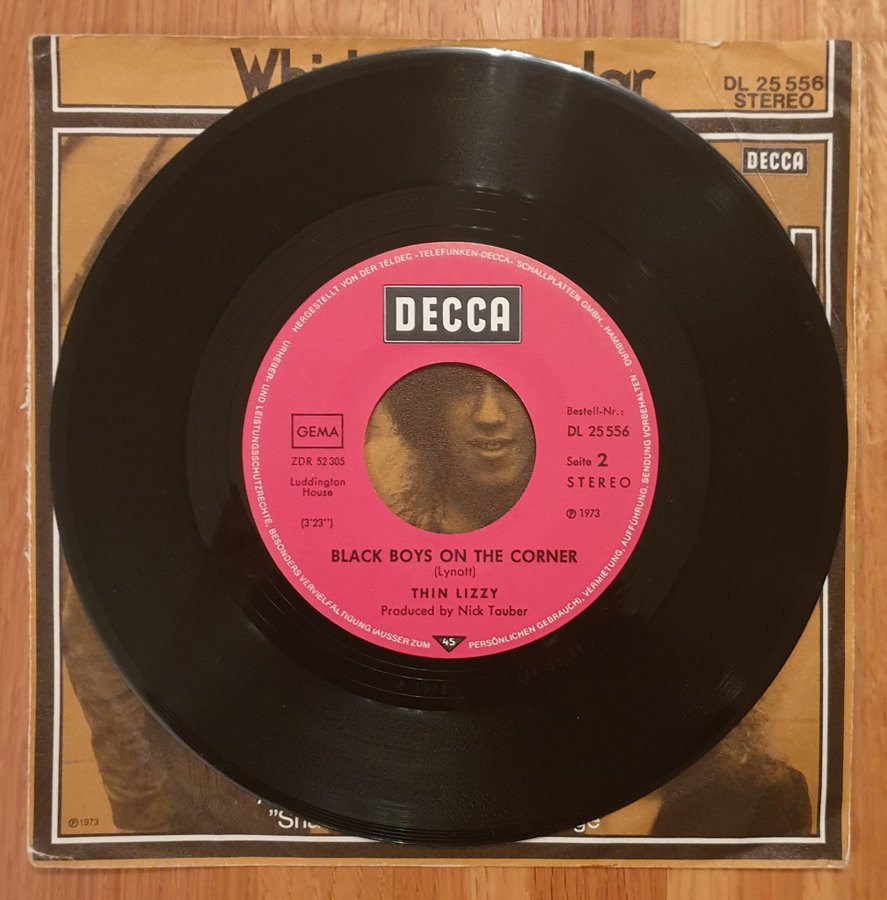 DL 25 556
STEREO
DECCA
HERGESTELLT VON DER TELDEC »TELEFUNKEN-DECCA« SCHALLPLATTEN GMBH, HAMBURG · URHEBER- UND LEISTUNGSSCHUTZRECHTE, BESONDERS VERVIELFÄLTIGUNG (AUSSER ZUM PERSÖNLICHEN GEBRAUCH), VERMIETUNG, AUFFÜHRUNG, SENDUNG VORBEHALTEN ·
DECCA
GEMA
ZDR 52 305
Luddington
House
(3'23'')
Bestell-Nr.:
DL 25 556
Seite 2
STEREO
℗ 1973
BLACK BOYS ON THE CORNER
(Lynott)
THIN LIZZY
Produced by Nick Tauber
45
℗ 1973